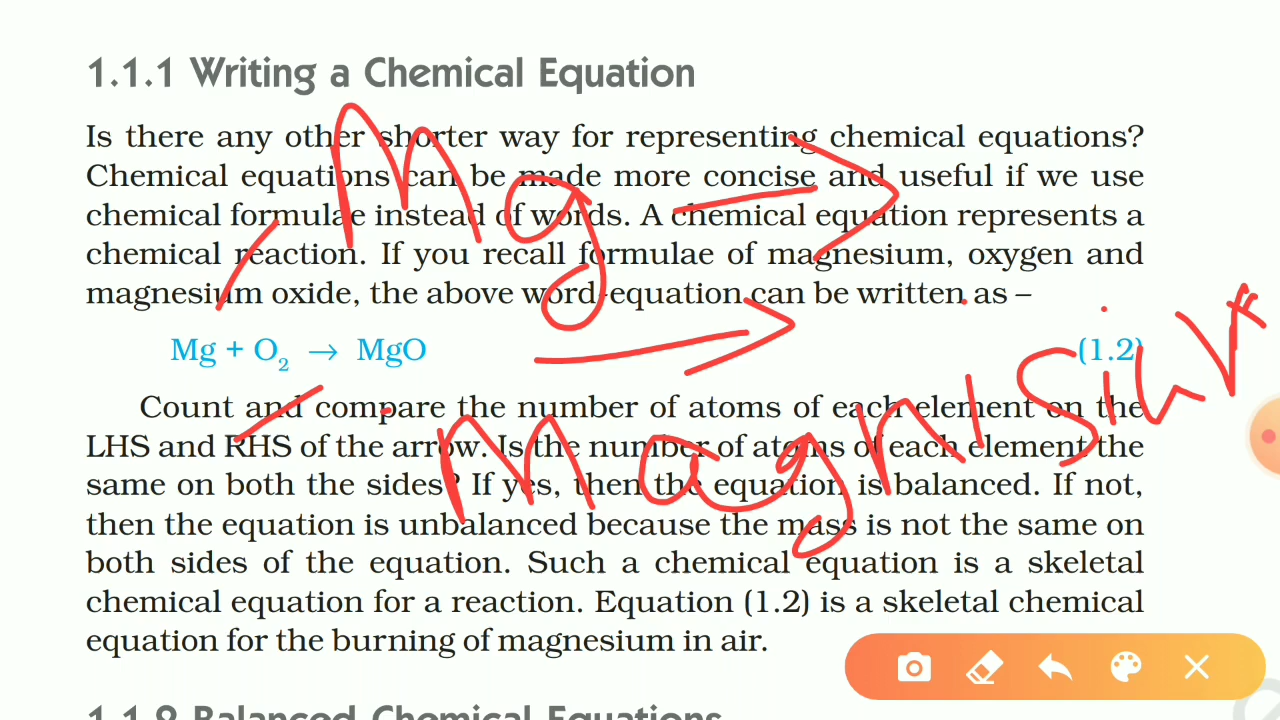 1.1.1 Writing a Chemical Equation
Is there any other shorter way for representing chemical equations?
Chemical equations can be made more concise and useful if we use
chemical formulae instead of words. A chemical equation represents a
chemical reaction. If you recall formulae of magnesium, oxygen and
magnesium oxide, the above word-equation can be written as –
Mg →
Mg + O₂ → MgO (1.2)
→
Count and compare the number of atoms of each element on the
LHS and RHS of the arrow. Is the number of atoms of each element the
magnisium
same on both the sides? If yes, then the equation is balanced. If not,
then the equation is unbalanced because the mass is not the same on
both sides of the equation. Such a chemical equation is a skeletal
chemical equation for a reaction. Equation (1.2) is a skeletal chemical
equation for the burning of magnesium in air.
1.1.2 Balanced Chemical Equations